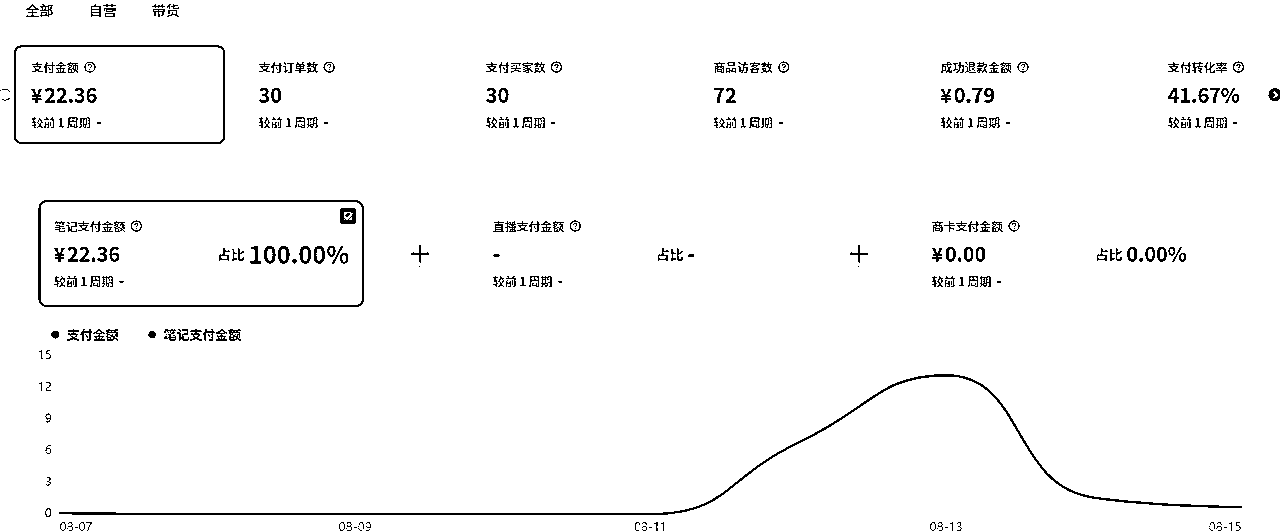 全部 自营 带货
支付金额 支付订单数 支付买家数 商品访客数 成功退款金额 支付转化率
¥22.36 30 30 72 ¥0.79 41.67%
较前1周期 - 较前1周期 - 较前1周期 - 较前1周期 - 较前1周期 - 较前1周期 -
笔记支付金额 直播支付金额 商卡支付金额
¥22.36 占比 100.00% + - 占比 - + ¥0.00 占比 0.00%
较前1周期 - 较前1周期 - 较前1周期 -
支付金额 笔记支付金额
15
12
9
6
3
0
08-07 08-09 08-11 08-13 08-15